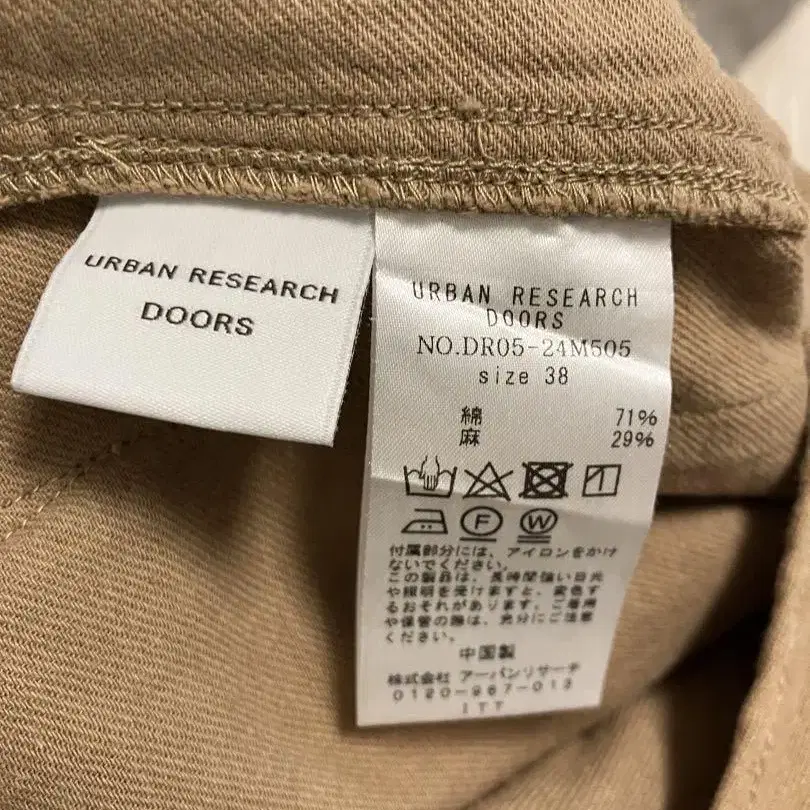 URBAN RESEARCH
DOORS
URBAN RESEARCH
DOORS
NO.DR05-24M505
size 38
綿 71%
麻 29%
F W
付属部分には、アイロンをかけ
ないでください。
この製品は、長時間強い日光
や照明を受けますと、変色す
るおそれがあります。ご着用
や保管の際は、充分にご注意
ください。
中国製
株式会社 アーバンリサーチ
0120-967-013
ITT